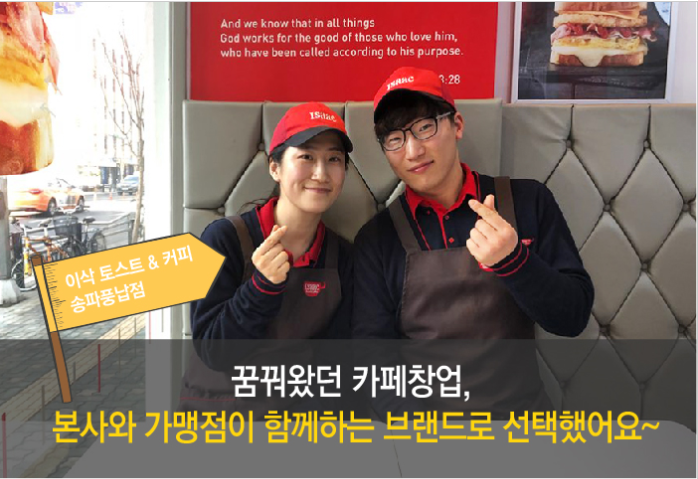 And we know that in all things
God works for the good of those who love him,
who have been called according to his purpose.
8:28
ISAAC
ISAAC
이삭 토스트 & 커피
송파풍납점
꿈꿔왔던 카페창업,
본사와 가맹점이 함께하는 브랜드로 선택했어요~